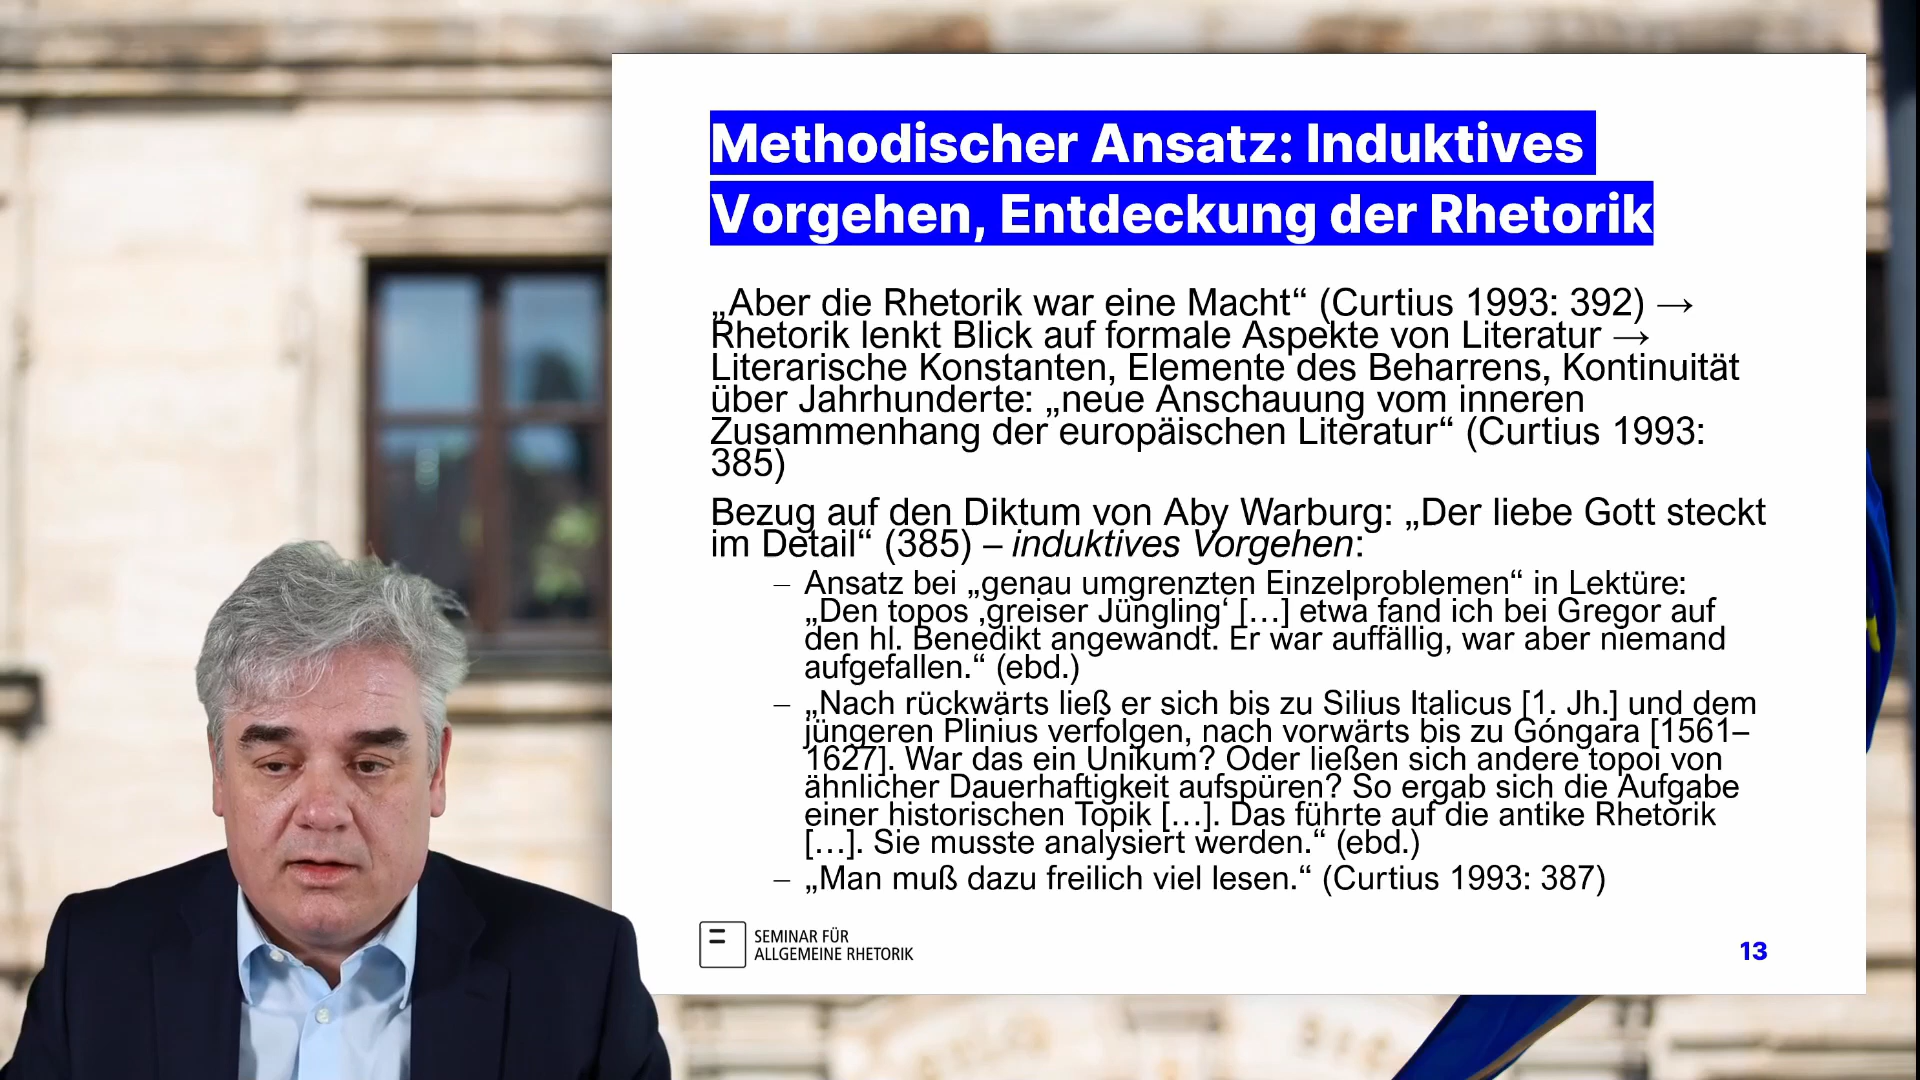 Methodischer Ansatz: Induktives
Vorgehen, Entdeckung der Rhetorik
„Aber die Rhetorik war eine Macht“ (Curtius 1993: 392) →
Rhetorik lenkt Blick auf formale Aspekte von Literatur →
Literarische Konstanten, Elemente des Beharrens, Kontinuität
über Jahrhunderte: „neue Anschauung vom inneren
Zusammenhang der europäischen Literatur“ (Curtius 1993:
385)
Bezug auf den Diktum von Aby Warburg: „Der liebe Gott steckt
im Detail“ (385) – induktives Vorgehen:
– Ansatz bei „genau umgrenzten Einzelproblemen“ in Lektüre:
„Den topos ‚greiser Jüngling‘ […] etwa fand ich bei Gregor auf
den hl. Benedikt angewandt. Er war auffällig, war aber niemand
aufgefallen.“ (ebd.)
– „Nach rückwärts ließ er sich bis zu Silius Italicus [1. Jh.] und dem
jüngeren Plinius verfolgen, nach vorwärts bis zu Góngara [1561–
1627]. War das ein Unikum? Oder ließen sich andere topoi von
ähnlicher Dauerhaftigkeit aufspüren? So ergab sich die Aufgabe
einer historischen Topik […]. Das führte auf die antike Rhetorik
[…]. Sie musste analysiert werden.“ (ebd.)
– „Man muß dazu freilich viel lesen.“ (Curtius 1993: 387)
SEMINAR FÜR
ALLGEMEINE RHETORIK
13